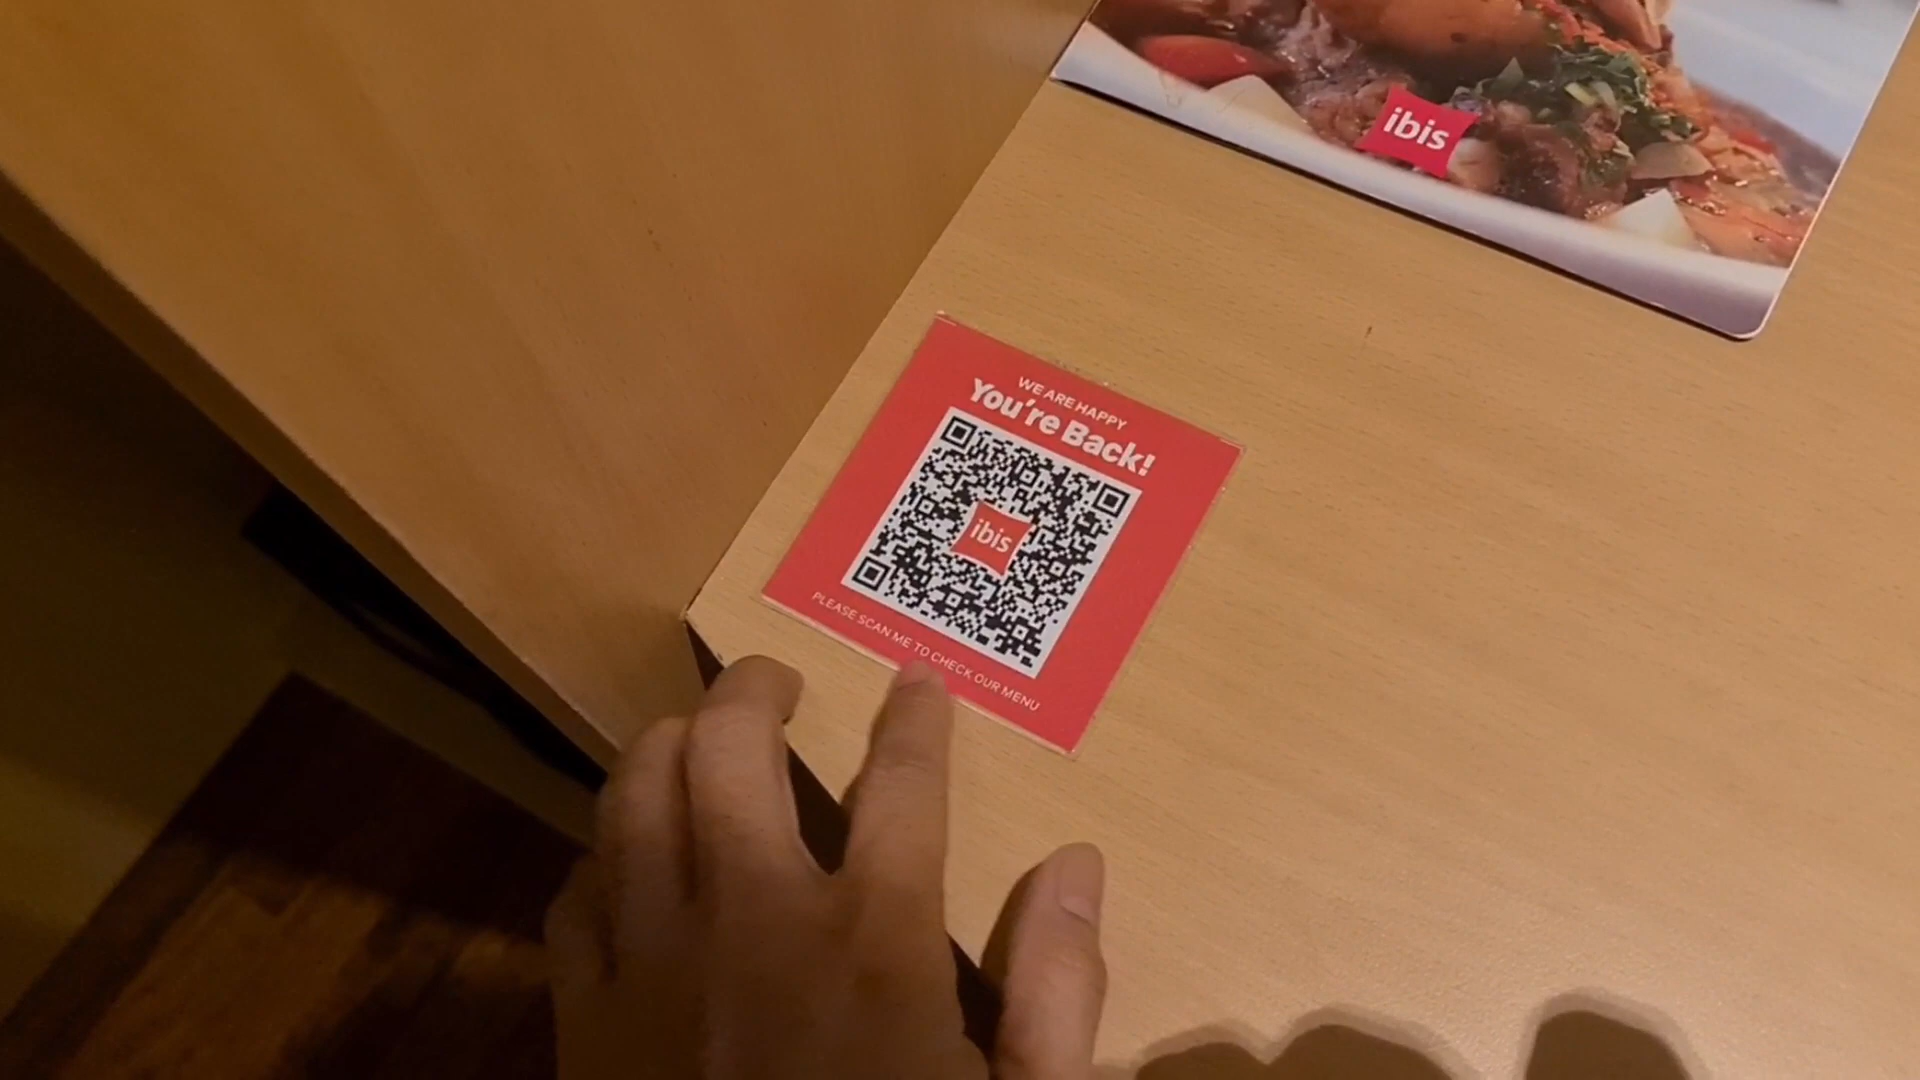 ibis
WE ARE HAPPY
You're Back!
ibis
PLEASE SCAN ME TO CHECK OUR MENU